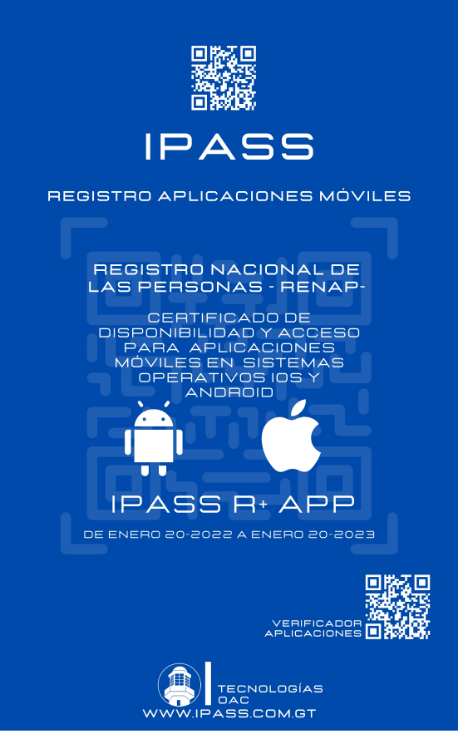 IPASS
REGISTRO APLICACIONES MÓVILES
REGISTRO NACIONAL DE
LAS PERSONAS - RENAP-
CERTIFICADO DE
DISPONIBILIDAD Y ACCESO
PARA APLICACIONES
MÓVILES EN SISTEMAS
OPERATIVOS IOS Y
ANDROID
IPASS R+ APP
DE ENERO 20-2022 A ENERO 20-2023
VERIFICADOR
APLICACIONES
TECNOLOGÍAS
OAC
WWW.IPASS.COM.GT